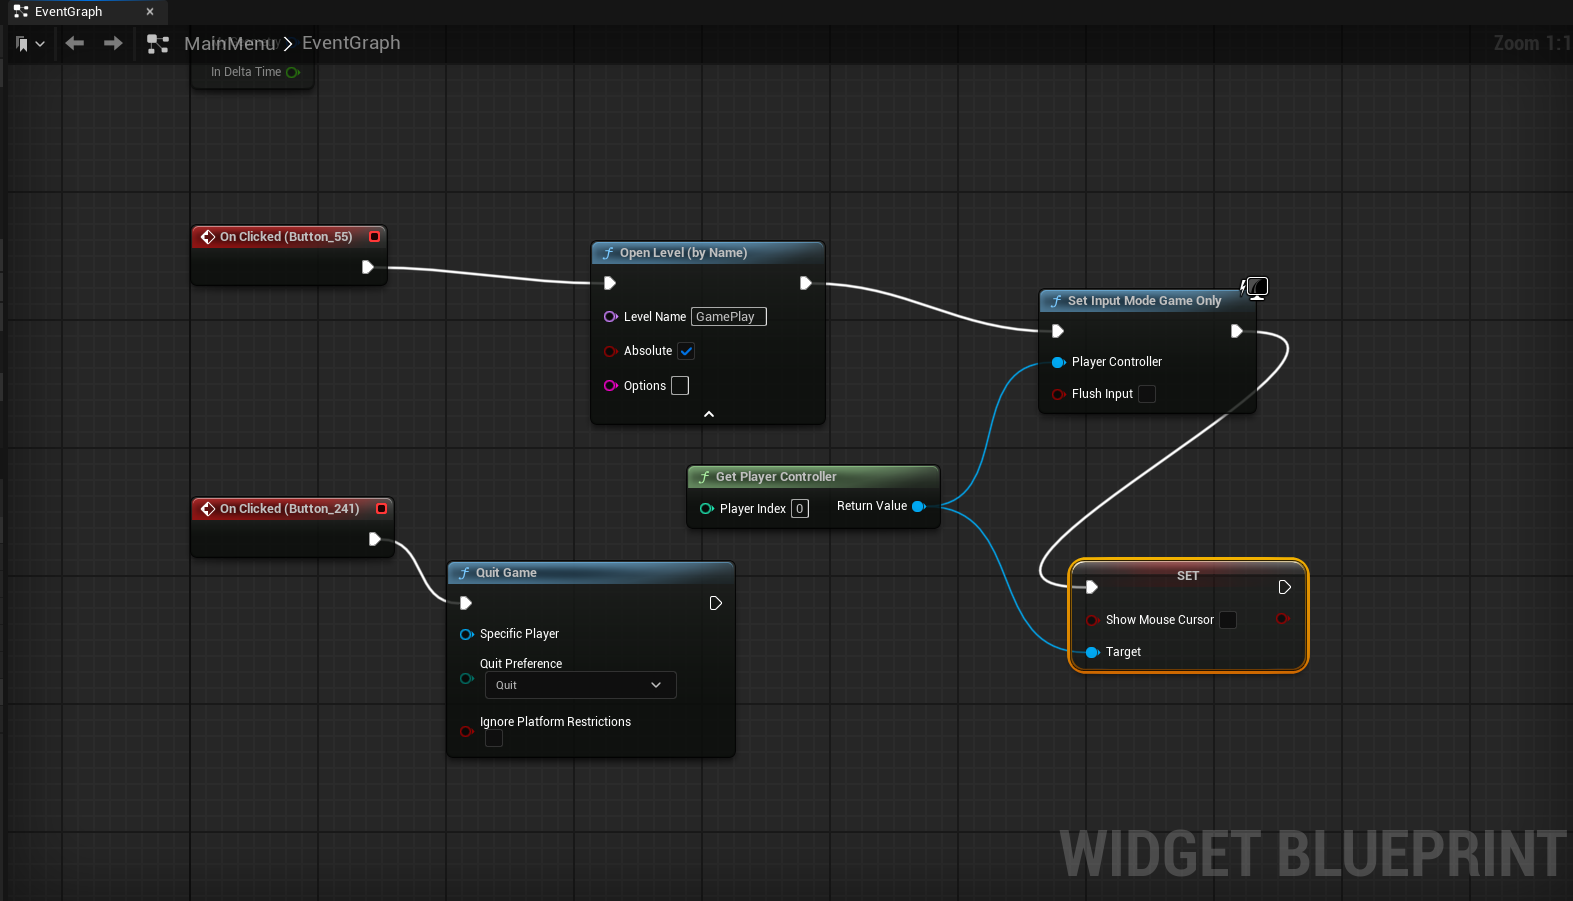 EventGraph
MainMenu > EventGraph
Zoom 1:1
In Delta Time
On Clicked (Button_55)
Open Level (by Name)
Level Name GamePlay
Absolute
Options
Set Input Mode Game Only
Player Controller
Flush Input
Get Player Controller
Player Index 0 Return Value
On Clicked (Button_241)
Quit Game
Specific Player
Quit Preference
Quit
Ignore Platform Restrictions
SET
Show Mouse Cursor
Target
WIDGET BLUEPRINT